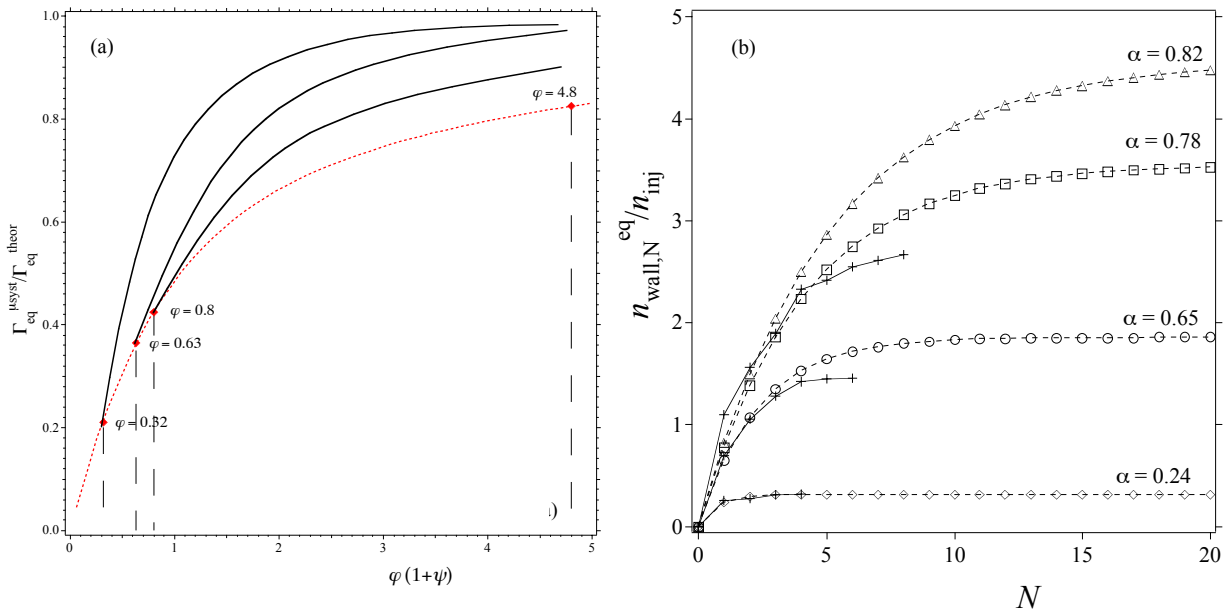 (a)
1.0
0.8
0.6
0.4
0.2
0.0
Γeq^μsyst/Γeq^theor
φ = 4.8
φ = 0.8
φ = 0.63
φ = 0.32
ı)
0 1 2 3 4 5
φ (1+ψ)
(b)
5
4
3
2
1
0
n_wall,N^eq/n_inj
α = 0.82
α = 0.78
α = 0.65
α = 0.24
0 5 10 15 20
N